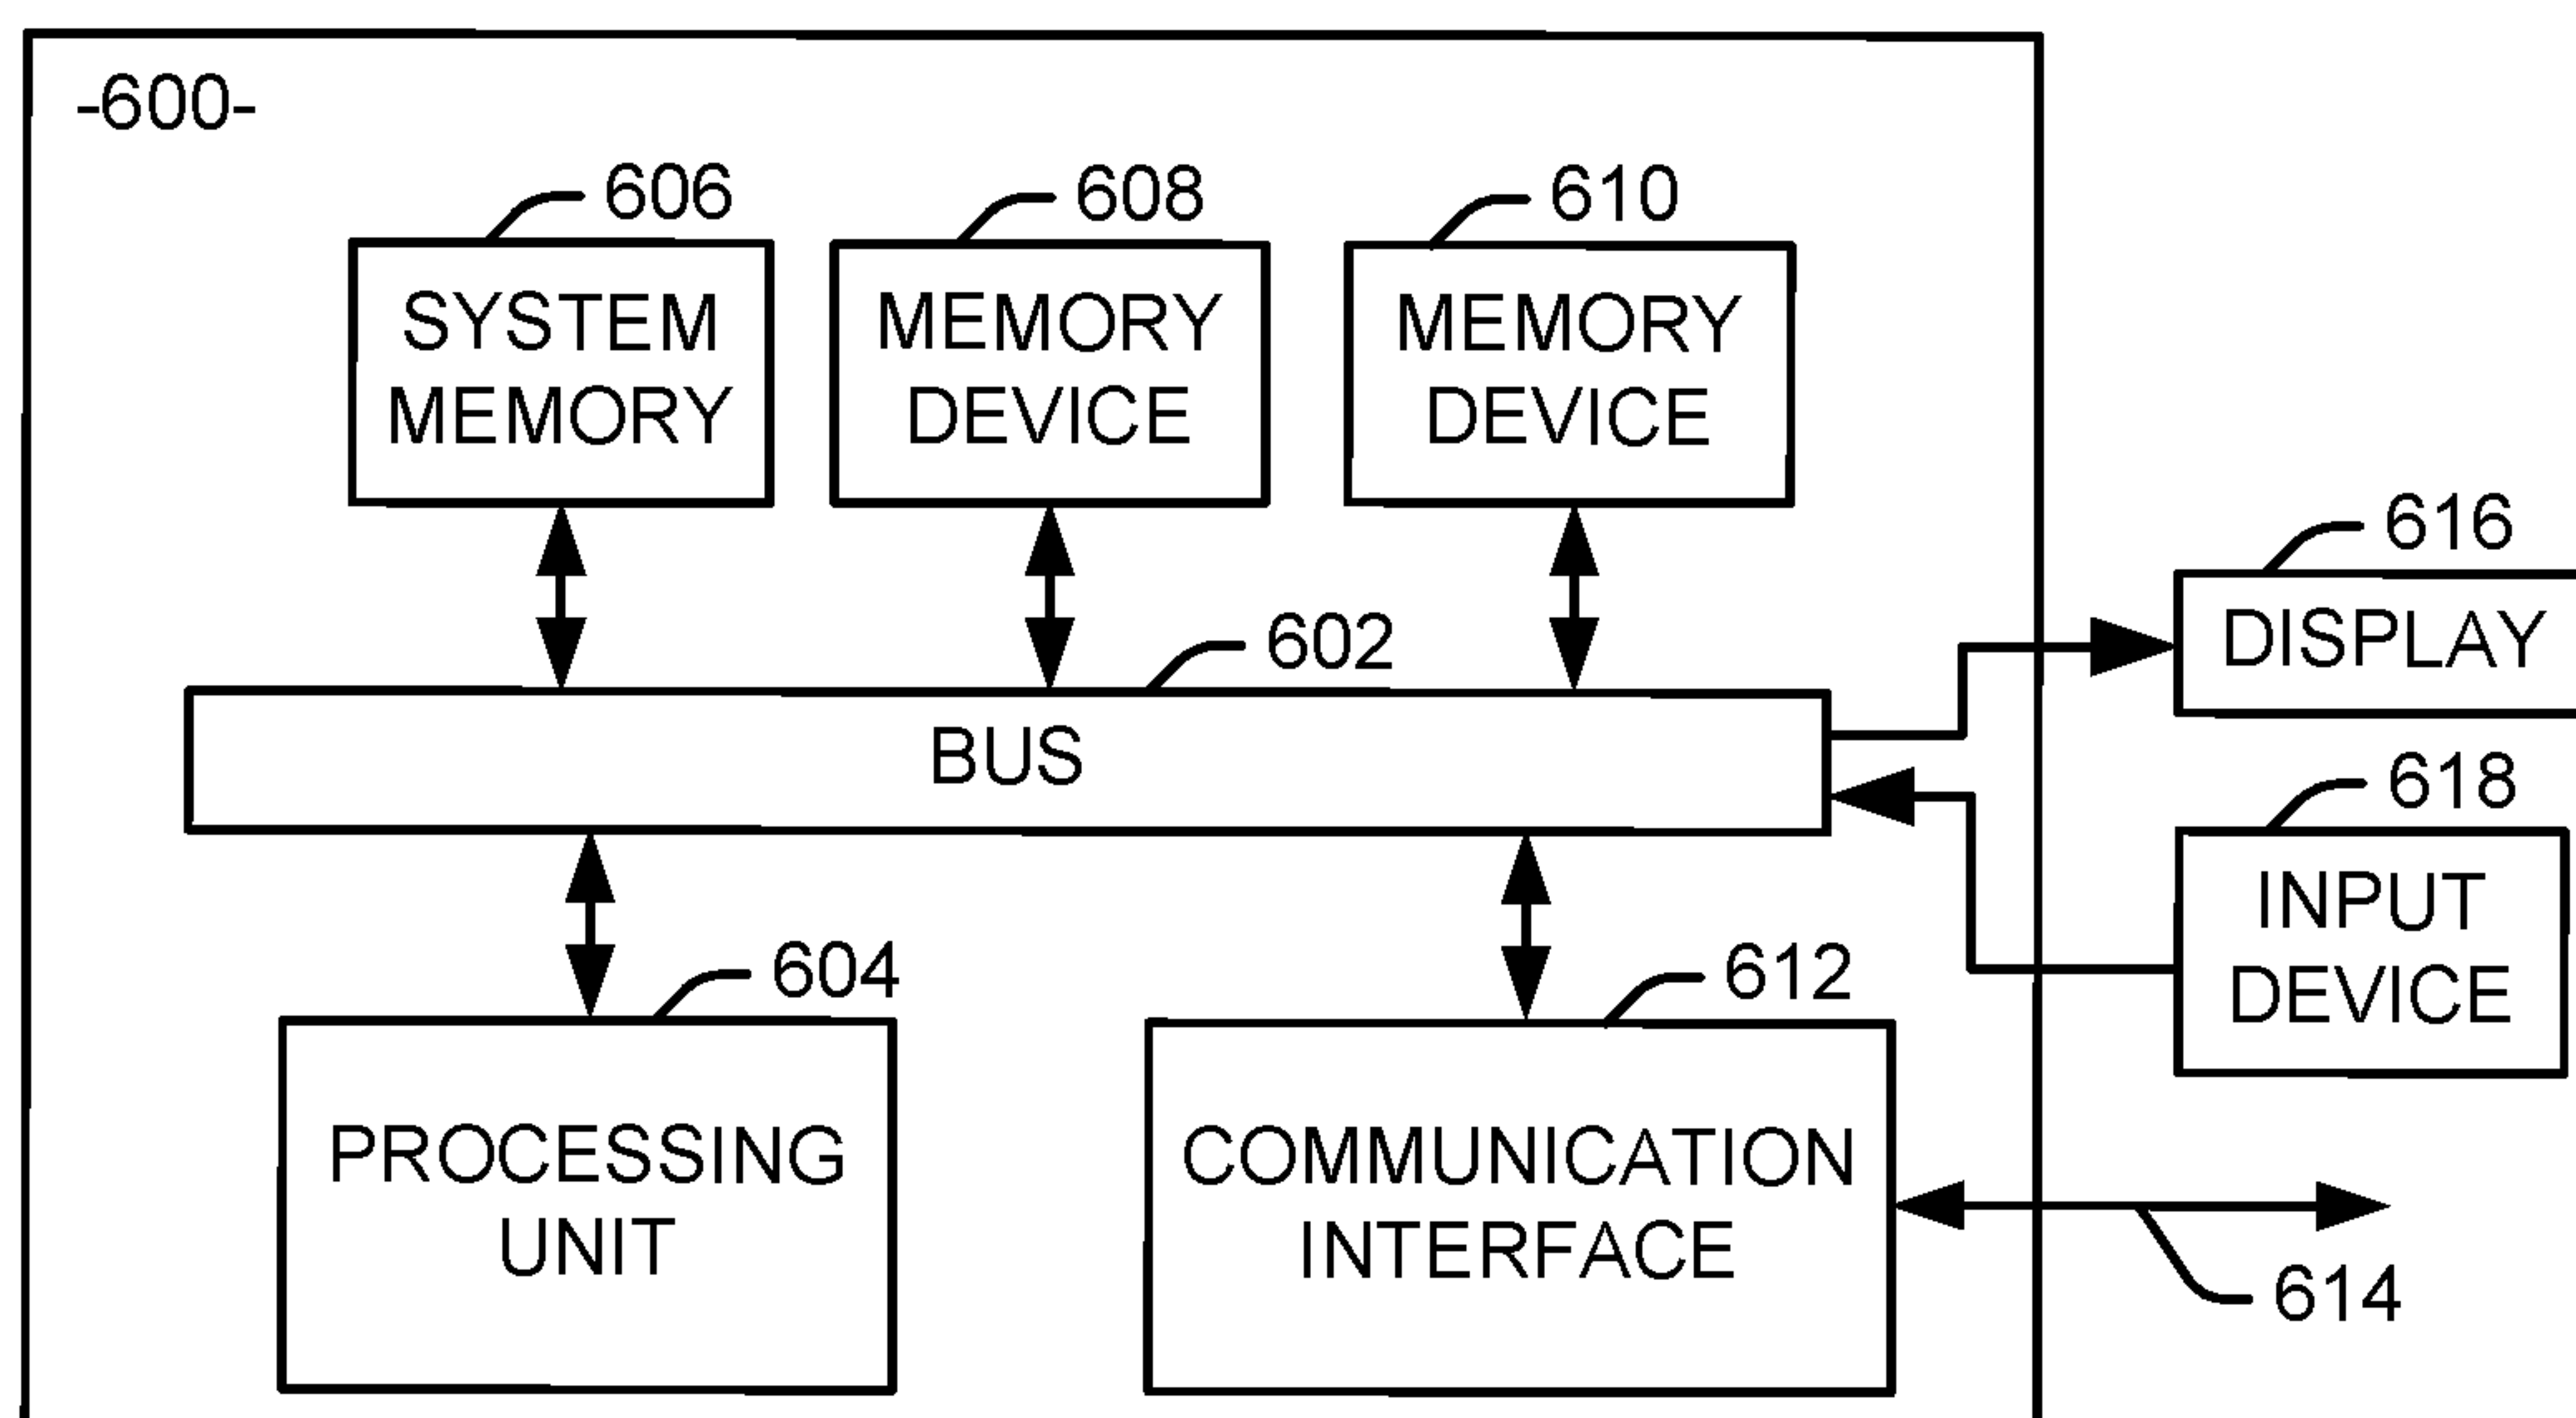 -600-
606
608
610
SYSTEM
MEMORY
MEMORY
DEVICE
MEMORY
DEVICE
616
DISPLAY
602
BUS
618
INPUT
DEVICE
604
612
PROCESSING
UNIT
COMMUNICATION
INTERFACE
614